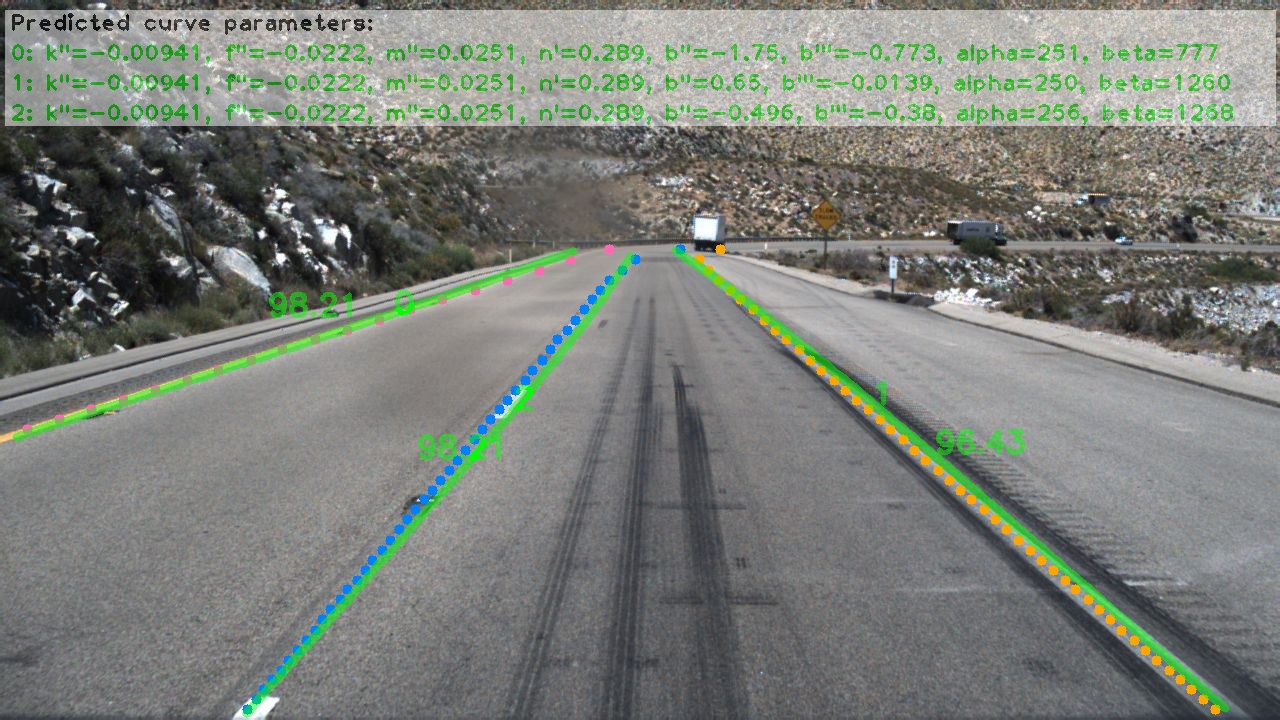 Predicted curve parameters:
0: k''=-0.00941, f''=-0.0222, m''=0.0251, n'=0.289, b''=-1.75, b'''=-0.773, alpha=251, beta=777
1: k''=-0.00941, f''=-0.0222, m''=0.0251, n'=0.289, b''=0.65, b'''=-0.0139, alpha=250, beta=1260
2: k''=-0.00941, f''=-0.0222, m''=0.0251, n'=0.289, b''=-0.496, b'''=-0.38, alpha=256, beta=1268
SLOW
TRUCKS
98.21 0
1
2
98.21
96.43